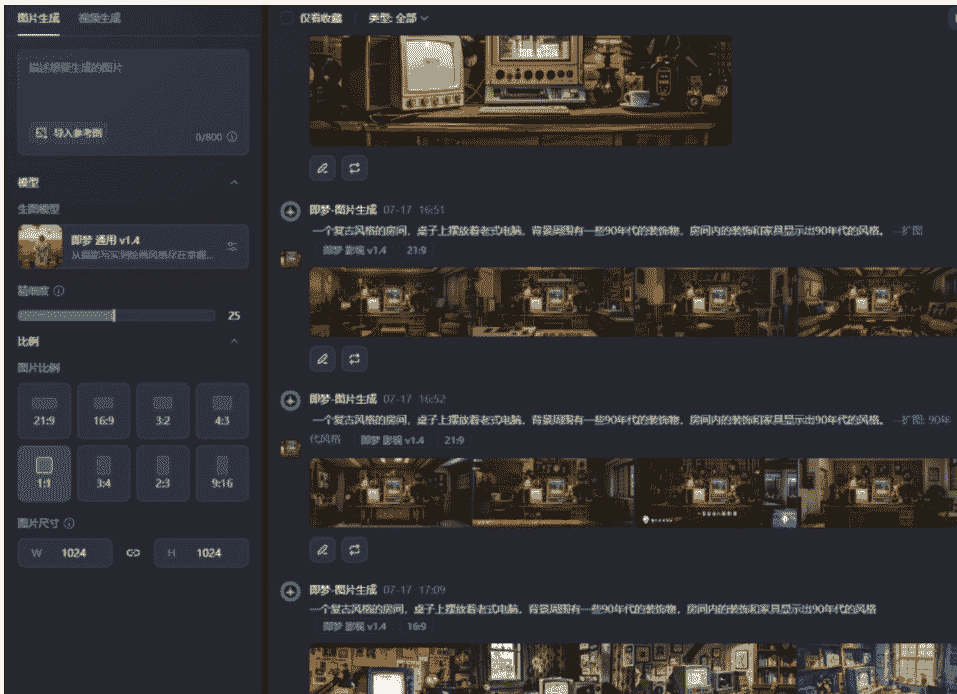 图片生成 视频生成
仅看收藏 类型: 全部
描述想要生成的图片
导入参考图 0/800
模型
生图模型
即梦 通用 v1.4
精细度
25
比例
图片比例
21:9 16:9 3:2 4:3
1:1 3:4 2:3 9:16
图片尺寸
W 1024 H 1024
即梦-图片生成 07-17 16:51
一个复古风格的房间，桌子上摆放着老式电脑，背景周围有一些90年代的装饰物，房间内的装饰和家具显示出90年代的风格。 —扩图
即梦 影视 v1.4 21:9
即梦-图片生成 07-17 16:52
一个复古风格的房间，桌子上摆放着老式电脑，背景周围有一些90年代的装饰物，房间内的装饰和家具显示出90年代的风格。 —扩图: 90年
代风格 即梦 影视 v1.4 21:9
即梦-图片生成 07-17 17:09
一个复古风格的房间，桌子上摆放着老式电脑，背景周围有一些90年代的装饰物，房间内的装饰和家具显示出90年代的风格
即梦 影视 v1.4 16:9